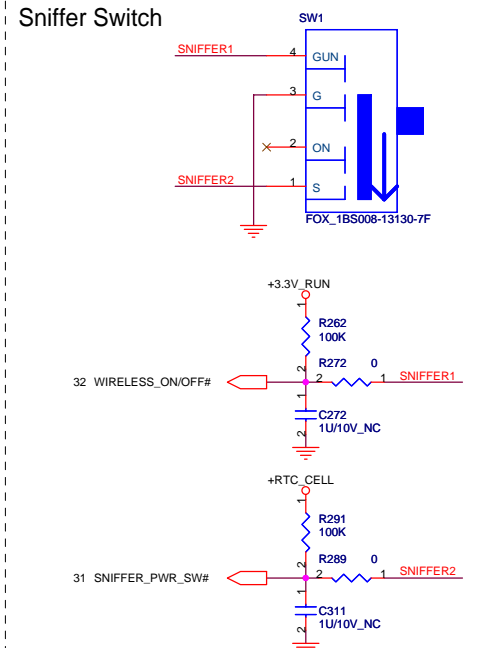 Sniffer Switch
SW1
SNIFFER1
4
GUN
3
G
2
ON
SNIFFER2
1
S
FOX_1BS008-13130-7F
+3.3V_RUN
1
R262
100K
2
R272 0
32 WIRELESS_ON/OFF#
2
1
SNIFFER1
1
C272
1U/10V_NC
2
+RTC_CELL
1
R291
100K
2
R289 0
31 SNIFFER_PWR_SW#
2
1
SNIFFER2
1
C311
1U/10V_NC
2